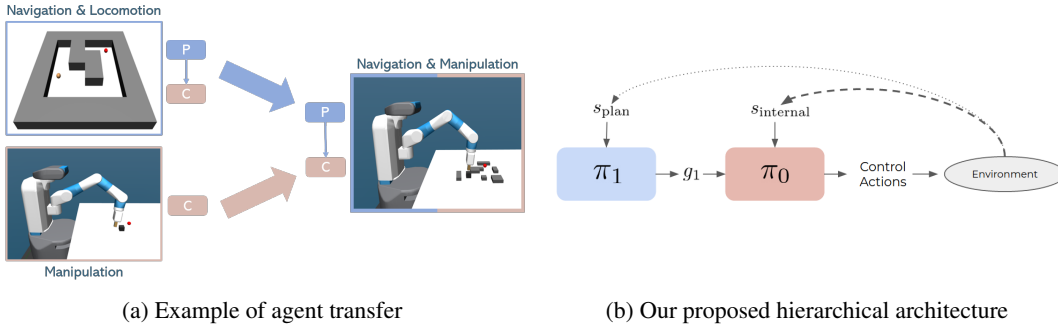 Navigation & Locomotion
P
C
Manipulation
C
Navigation & Manipulation
P
C
(a) Example of agent transfer
s_plan
s_internal
π_1
g_1
π_0
Control
Actions
Environment
(b) Our proposed hierarchical architecture